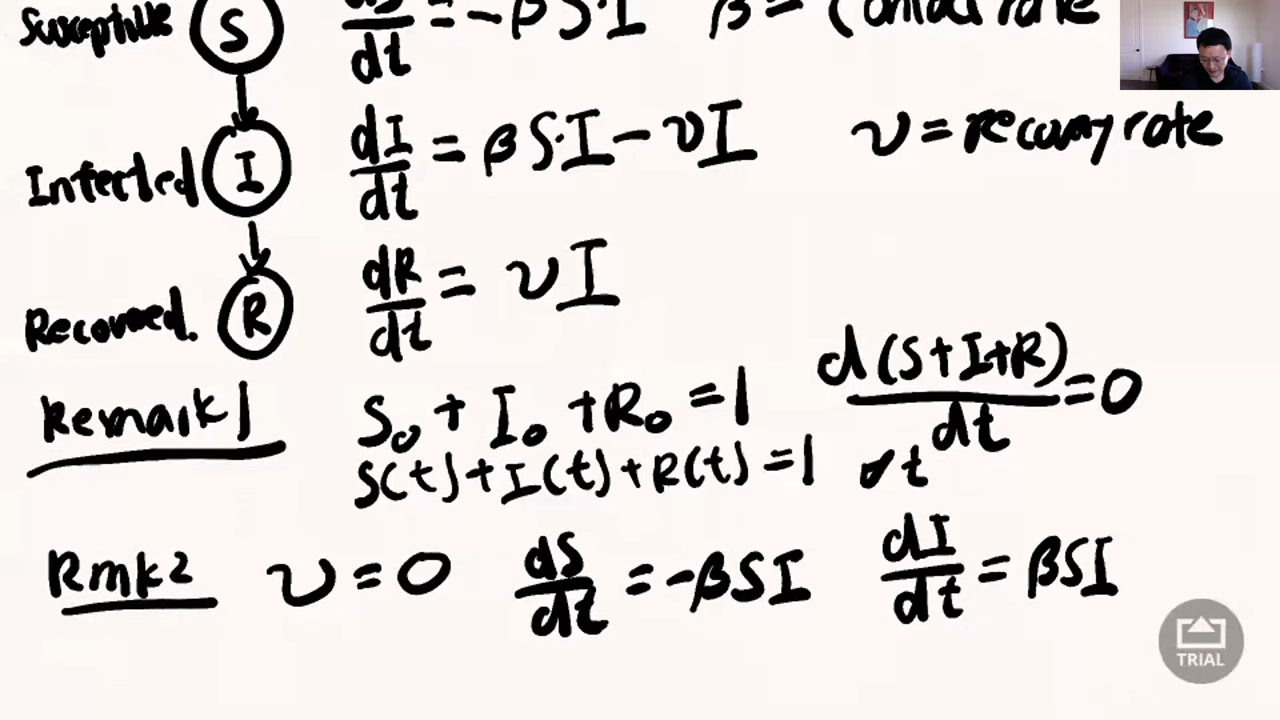 Susceptible S dS/dt = -βS·I β = Contact rate
Infected I dI/dt = βS·I - νI ν = recovery rate
Recovered. R dR/dt = νI
Remark 1 S₀ + I₀ + R₀ = 1 d(S+I+R)/dt = 0
S(t) + I(t) + R(t) = 1 ∀t
Rmk2 ν = 0 dS/dt = -βSI dI/dt = βSI
TRIAL